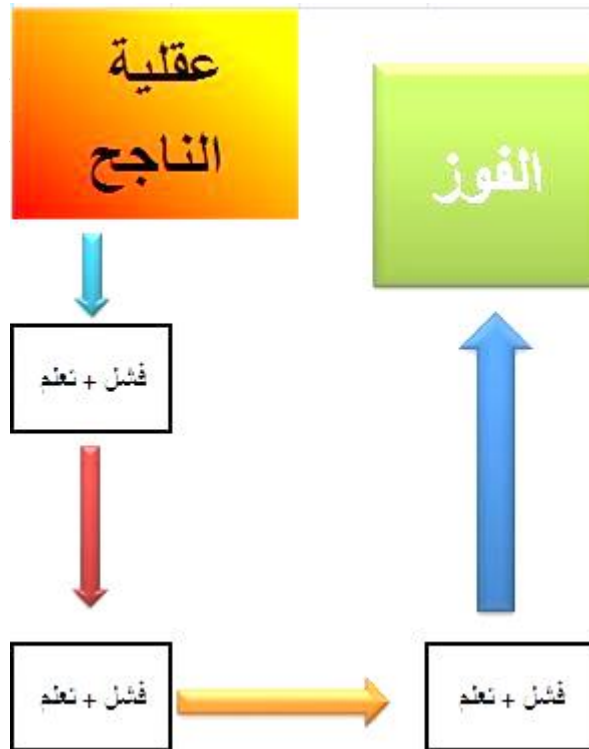 عقلية
الناجح
فشل + تعلم
فشل + تعلم
فشل + تعلم
الفوز